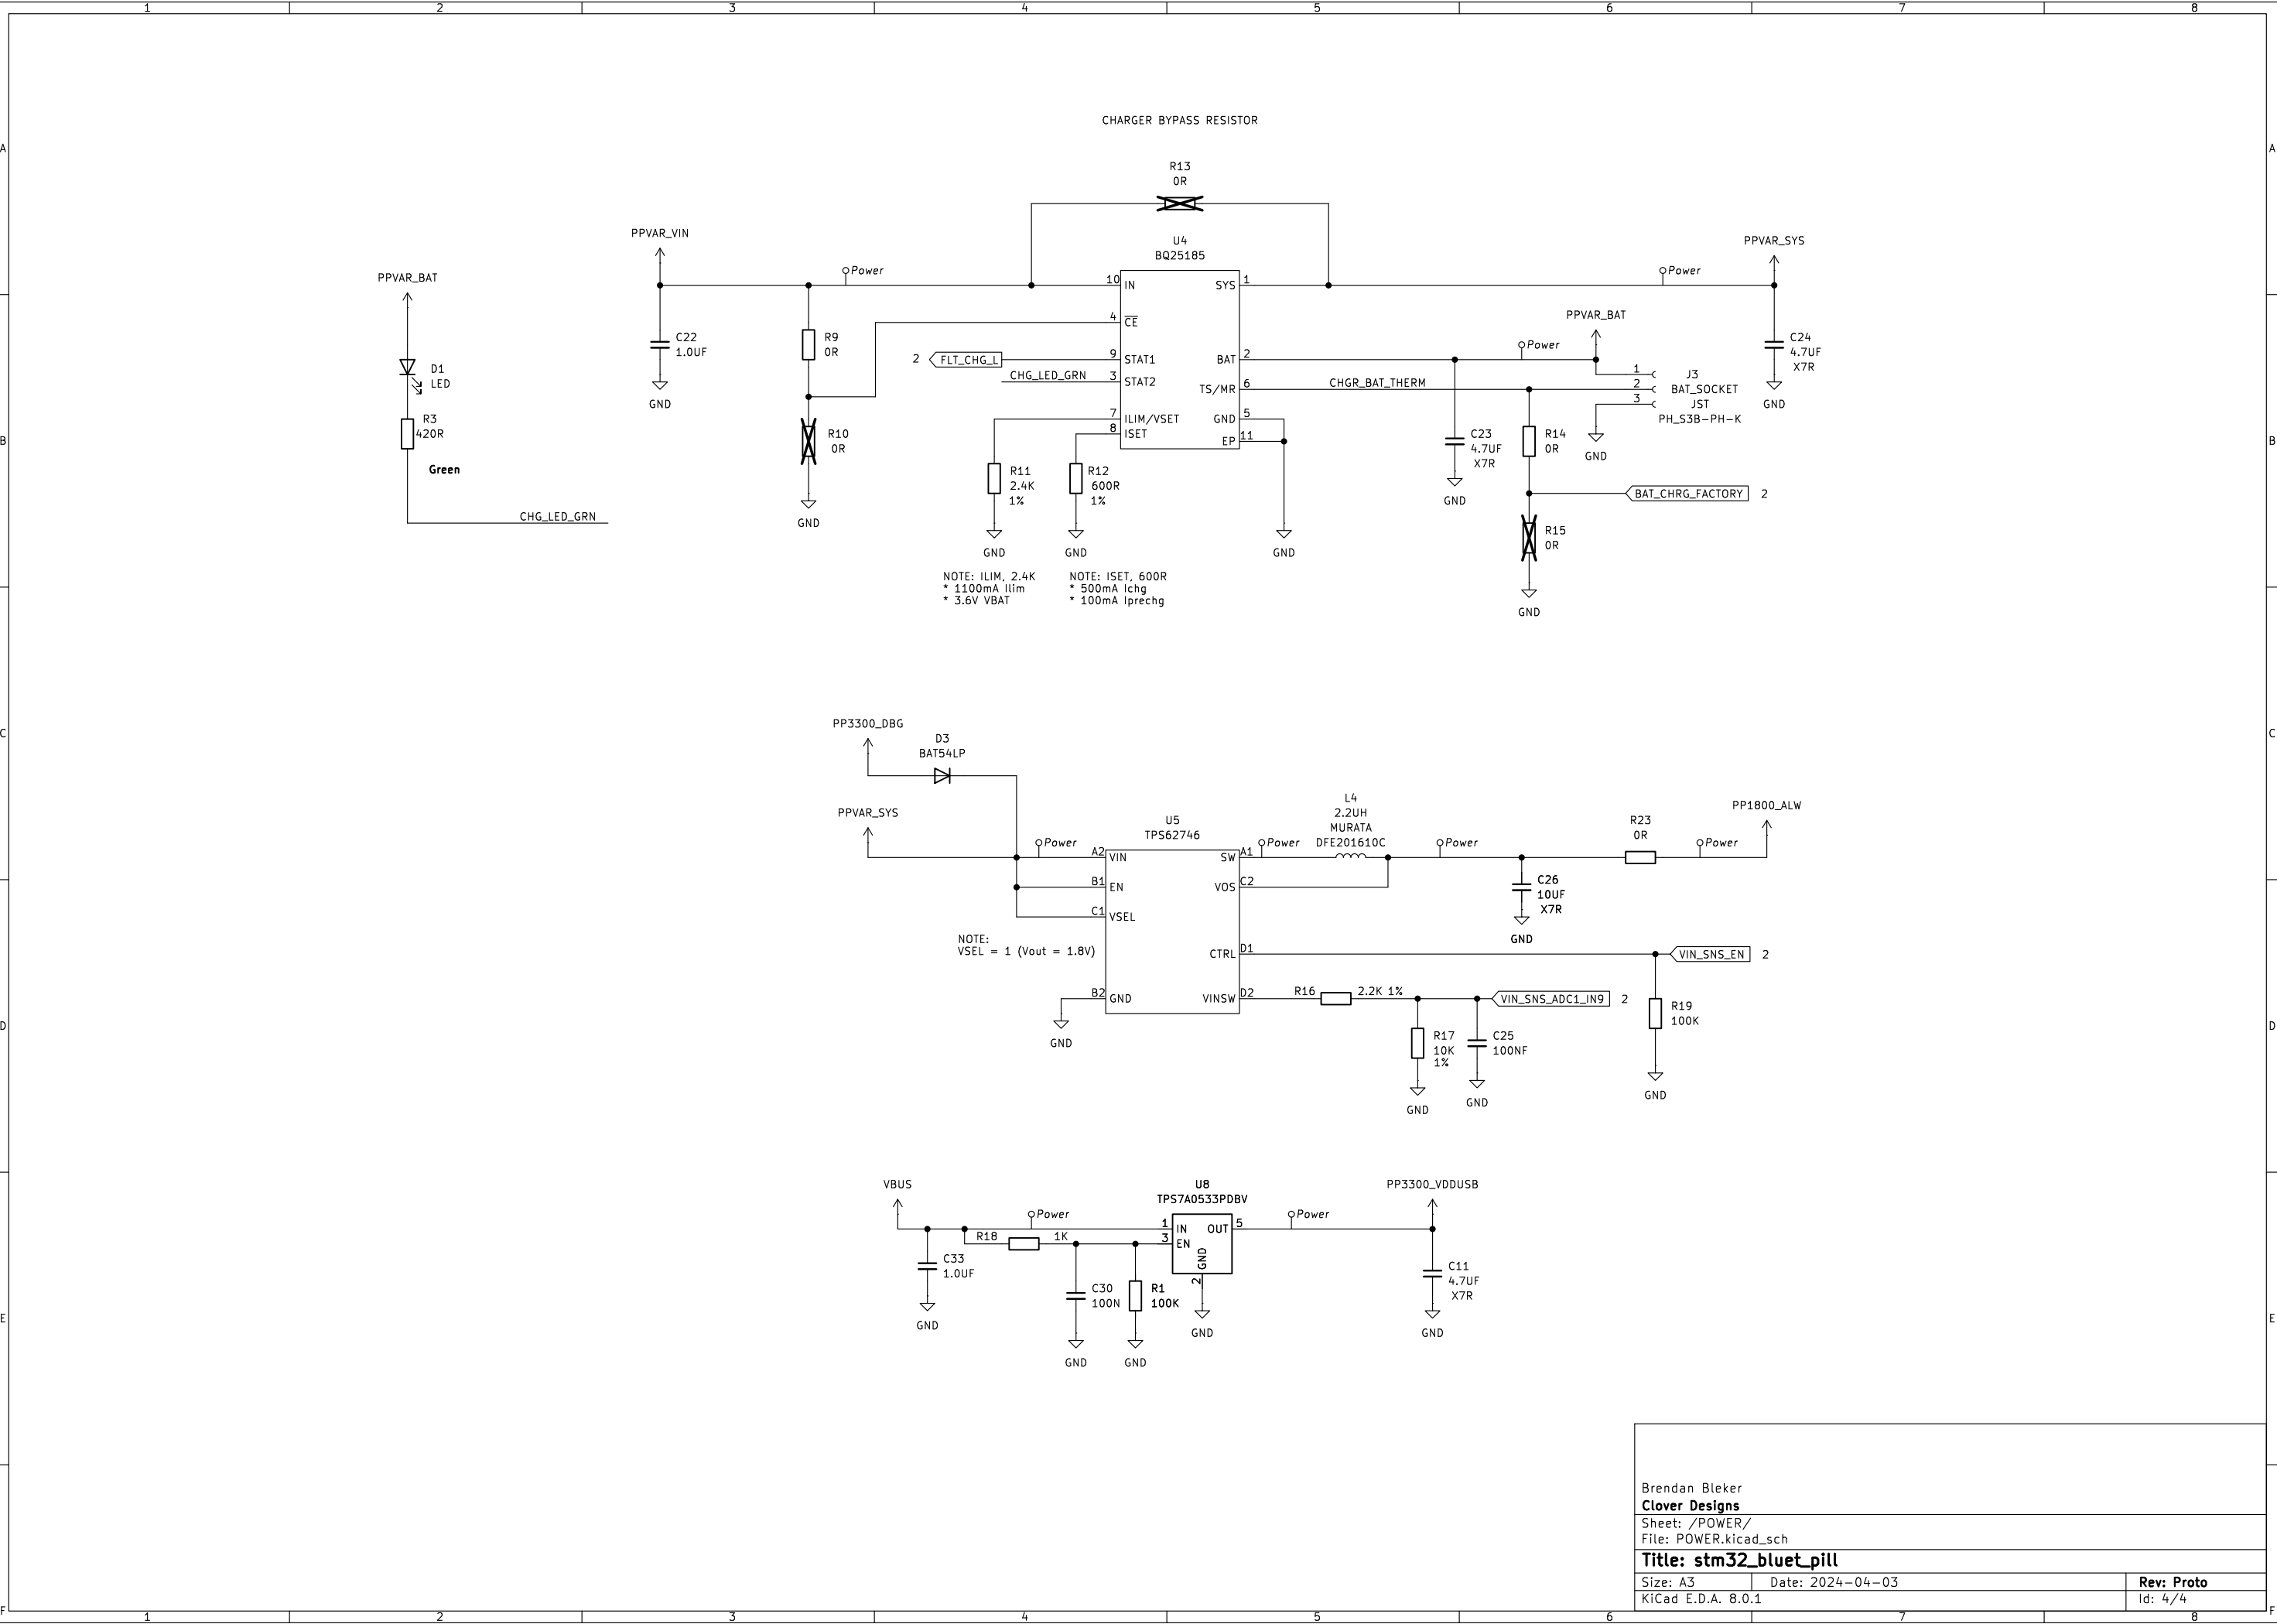 1 2 3 4 5 6 7 8
A
A
B
B
C
C
D
D
E
E
F
F
CHARGER BYPASS RESISTOR
R13
0R
U4
BQ25185
PPVAR_VIN
PPVAR_SYS
PPVAR_BAT
Power
Power
10 IN
SYS 1
4 CE
PPVAR_BAT
C22
1.0UF
R9
0R
C24
4.7UF
X7R
2 FLT_CHG_L
9 STAT1
BAT 2
Power
D1
LED
CHG_LED_GRN
3 STAT2
TS/MR 6
CHGR_BAT_THERM
1
2
3
J3
BAT_SOCKET
JST
PH_S3B-PH-K
GND
GND
R3
420R
7 ILIM/VSET
GND 5
8 ISET
EP 11
R10
0R
C23
4.7UF
X7R
R14
0R
GND
Green
R11
2.4K
1%
R12
600R
1%
GND
BAT_CHRG_FACTORY 2
CHG_LED_GRN
GND
R15
0R
GND
GND
GND
NOTE: ILIM, 2.4K
* 1100mA Ilim
* 3.6V VBAT
NOTE: ISET, 600R
* 500mA Ichg
* 100mA Iprechg
GND
PP3300_DBG
D3
BAT54LP
PPVAR_SYS
U5
TPS62746
L4
2.2UH
MURATA
DFE201610C
R23
0R
PP1800_ALW
Power
Power
Power
Power
A2 VIN
SW A1
B1 EN
VOS C2
C1 VSEL
C26
10UF
X7R
GND
NOTE:
VSEL = 1 (Vout = 1.8V)
CTRL D1
VIN_SNS_EN 2
B2 GND
VINSW D2
R16
2.2K 1%
VIN_SNS_ADC1_IN9 2
R19
100K
GND
R17
10K
1%
C25
100NF
GND
GND
GND
VBUS
U8
TPS7A0533PDBV
PP3300_VDDUSB
Power
Power
1 IN
OUT 5
R18
1K
3 EN
GND
2
C33
1.0UF
C30
100N
R1
100K
C11
4.7UF
X7R
GND
GND
GND
GND
GND
Brendan Bleker
Clover Designs
Sheet: /POWER/
File: POWER.kicad_sch
Title: stm32_bluet_pill
Size: A3
Date: 2024-04-03
Rev: Proto
KiCad E.D.A. 8.0.1
Id: 4/4
1 2 3 4 5 6 7 8